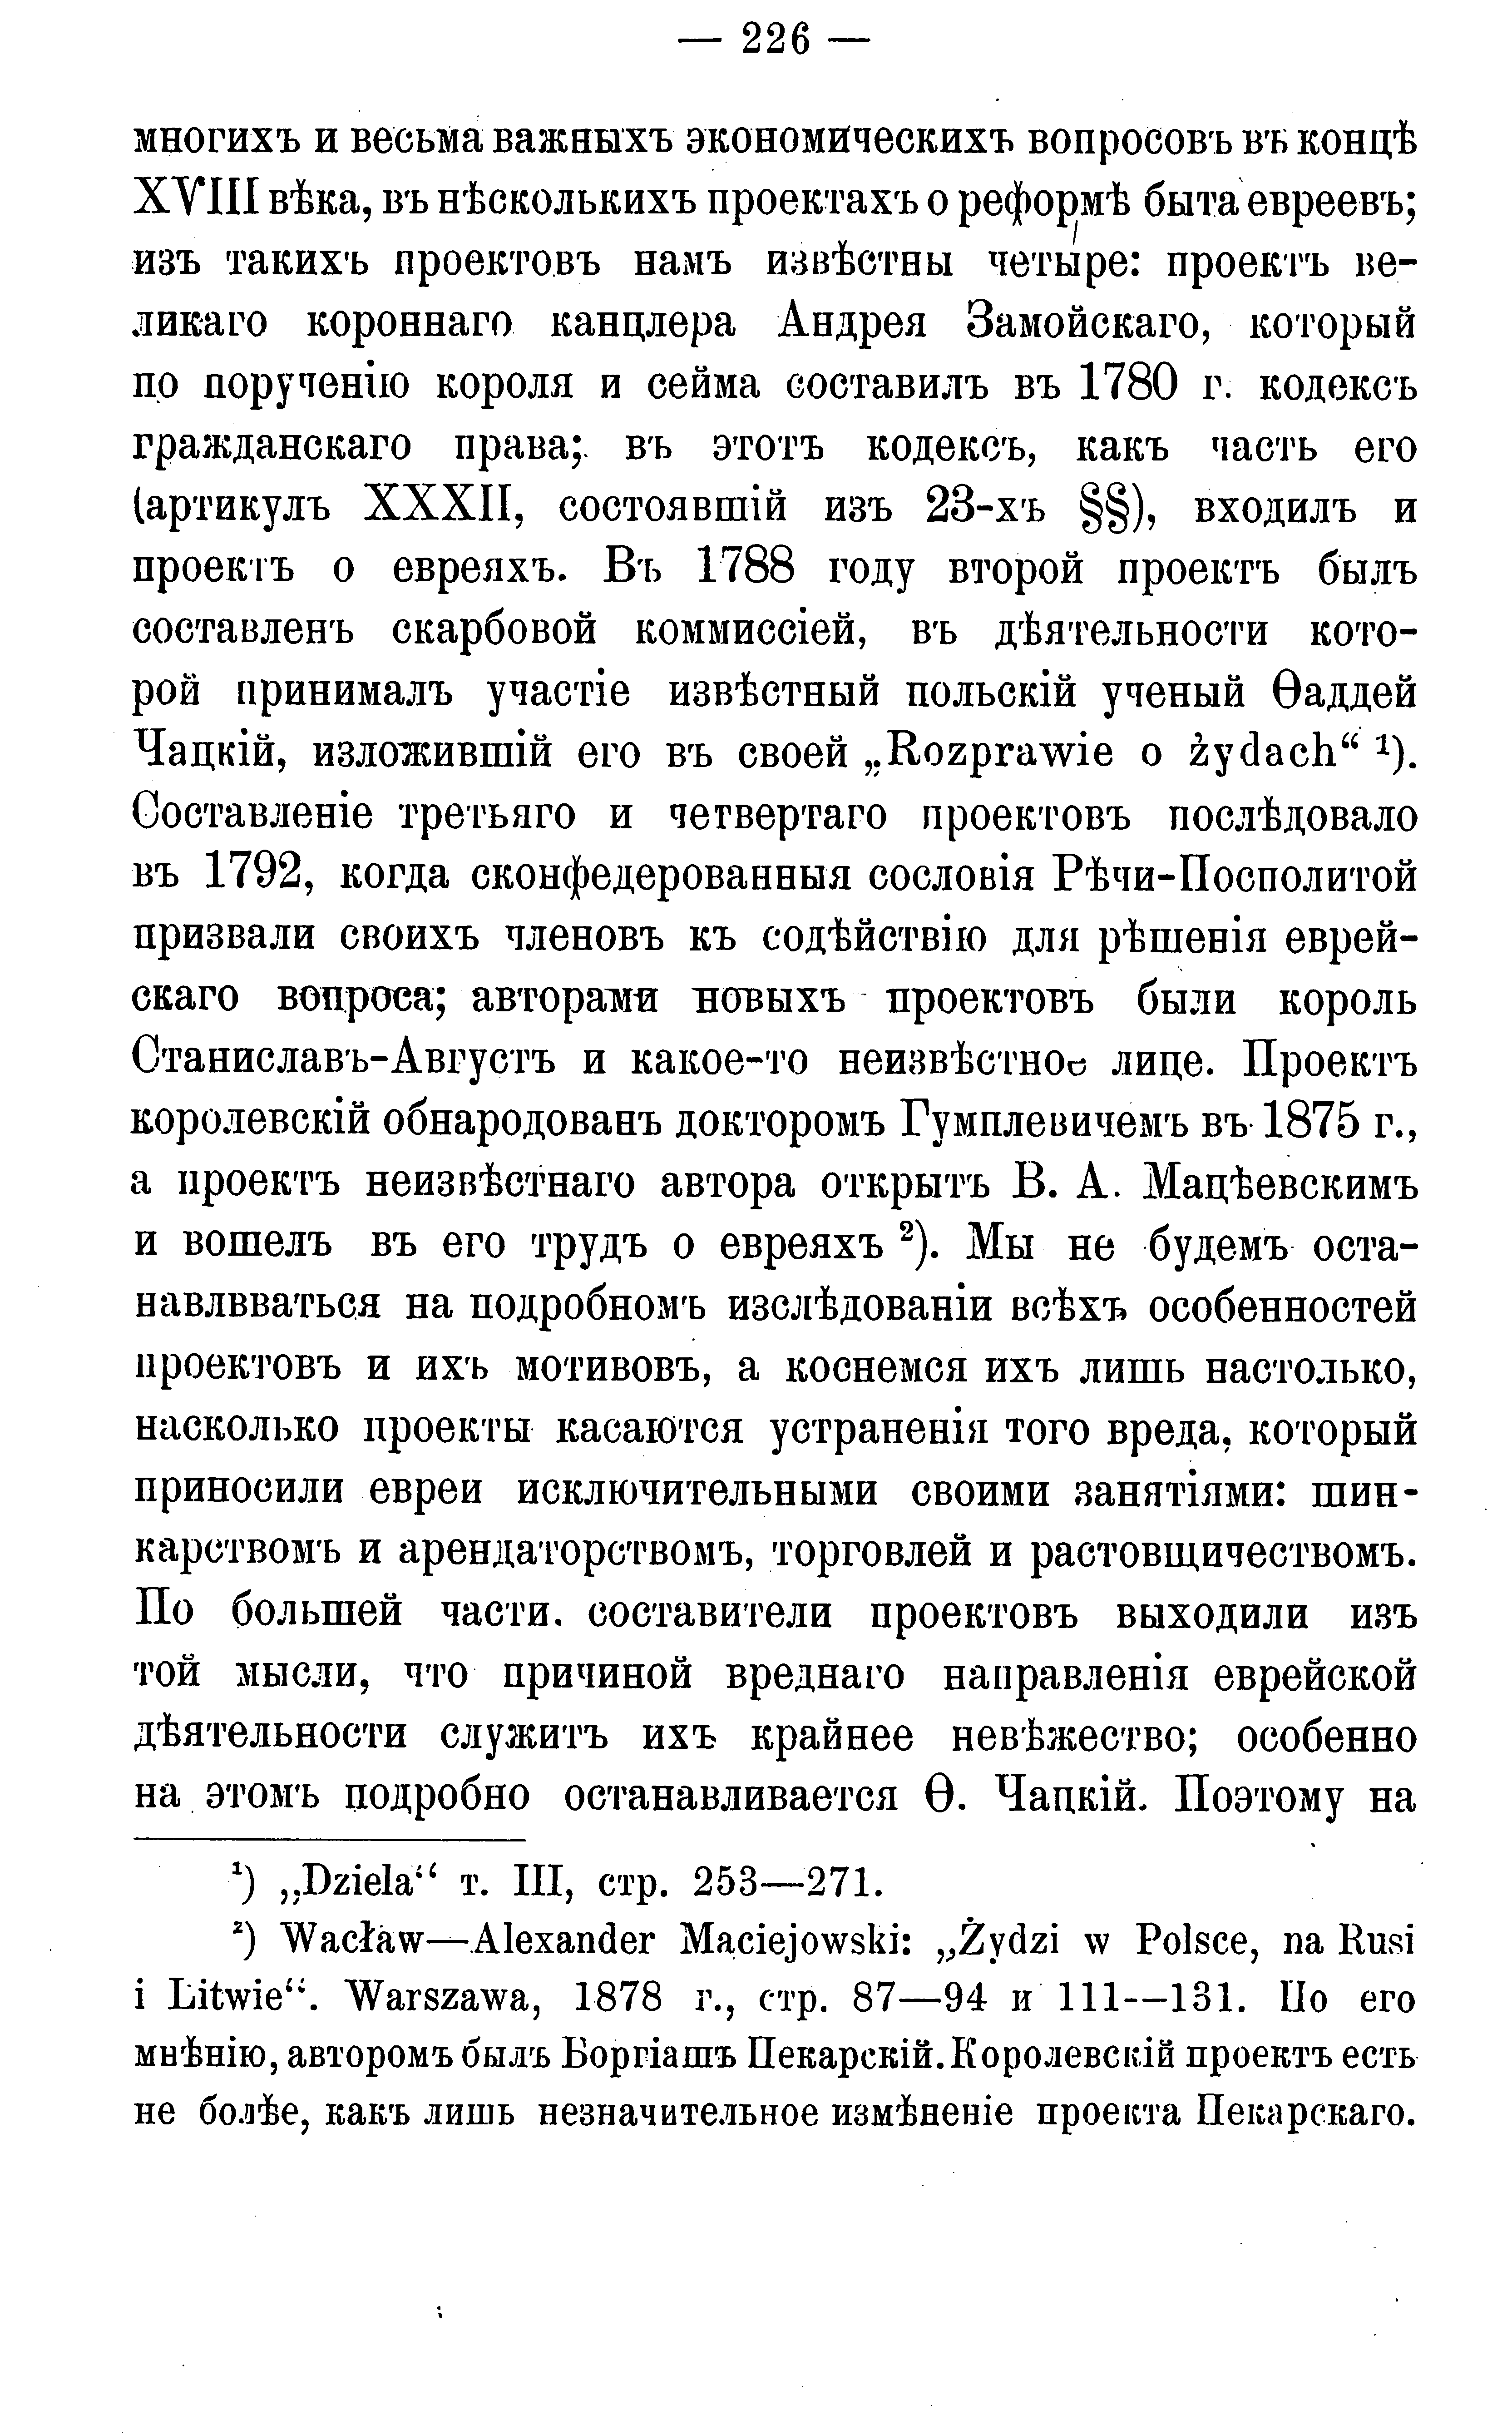 — 226 —
многихъ и весьма важныхъ экономическихъ вопросовъ въ концѣ
XVIII вѣка, въ нѣсколькихъ проектахъ о реформѣ быта евреевъ;
изъ такихъ проектовъ намъ извѣстны четыре: проектъ ве-
ликаго короннаго канцлера Андрея Замойскаго, который
по порученію короля и сейма составилъ въ 1780 г. кодексъ
гражданскаго права; въ этотъ кодексъ, какъ часть его
(артикулъ XXXII, состоявшій изъ 23-хъ §§), входилъ и
проектъ о евреяхъ. Въ 1788 году второй проектъ былъ
составленъ скарбовой коммиссіей, въ дѣятельности кото-
рой принималъ участіе извѣстный польскій ученый Ѳаддей
Чацкій, изложившій его въ своей „Rozprawie o żydach“ ¹).
Составленіе третьяго и четвертаго проектовъ послѣдовало
въ 1792, когда сконфедерованныя сословія Рѣчи-Посполитой
призвали своихъ членовъ къ содѣйствію для рѣшенія еврей-
скаго вопроса; авторами новыхъ проектовъ были король
Станиславъ-Августъ и какое-то неизвѣстное лице. Проектъ
королевскій обнародованъ докторомъ Гумплевичемъ въ 1875 г.,
а проектъ неизвѣстнаго автора открытъ В. А. Мацѣевскимъ
и вошелъ въ его трудъ о евреяхъ ²). Мы не будемъ оста-
навлвваться на подробномъ изслѣдованіи всѣхъ особенностей
проектовъ и ихъ мотивовъ, а коснемся ихъ лишь настолько,
насколько проекты касаются устраненія того вреда, который
приносили евреи исключительными своими занятіями: шин-
карствомъ и арендаторствомъ, торговлей и растовщичествомъ.
По большей части. составители проектовъ выходили изъ
той мысли, что причиной вреднаго направленія еврейской
дѣятельности служитъ ихъ крайнее невѣжество; особенно
на этомъ подробно останавливается Ѳ. Чацкій. Поэтому на
¹) „Dziela“ т. III, стр. 253—271.
²) Wacław—Alexander Maciejowski: „Żydzi w Polsce, na Rusi
i Litwie“. Warszawa, 1878 г., стр. 87—94 и 111—131. По его
мнѣнію, авторомъ былъ Боргіашъ Пекарскій. Королевскій проектъ есть
не болѣе, какъ лишь незначительное измѣненіе проекта Пекарскаго.